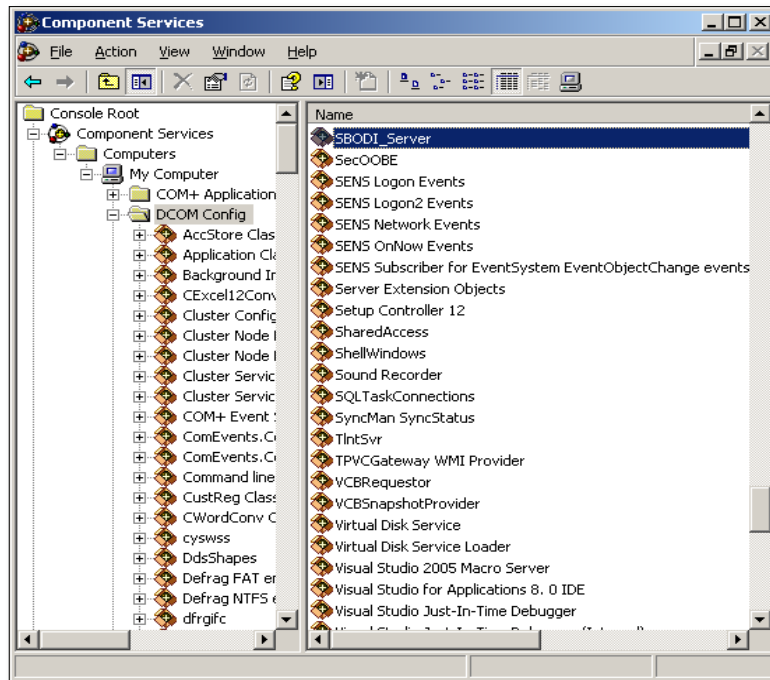 Component Services
File Action View Window Help
Console Root
Component Services
Computers
My Computer
COM+ Application
DCOM Config
AccStore Clas
Application Cla
Background In
CExcel12Conv
Cluster Config
Cluster Node
Cluster Node
Cluster Servic
Cluster Servic
COM+ Event
ComEvents.Co
ComEvents.Co
Command line
CustReg Class
CWordConv C
cyswss
DdsShapes
Defrag FAT en
Defrag NTFS e
dfrgifc
Name
SBODI_Server
SecOOBE
SENS Logon Events
SENS Logon2 Events
SENS Network Events
SENS OnNow Events
SENS Subscriber for EventSystem EventObjectChange events
Server Extension Objects
Setup Controller 12
SharedAccess
ShellWindows
Sound Recorder
SQLTaskConnections
SyncMan SyncStatus
TlntSvr
TPVCGateway WMI Provider
VCBRequestor
VCBSnapshotProvider
Virtual Disk Service
Virtual Disk Service Loader
Visual Studio 2005 Macro Server
Visual Studio for Applications 8. 0 IDE
Visual Studio Just-In-Time Debugger